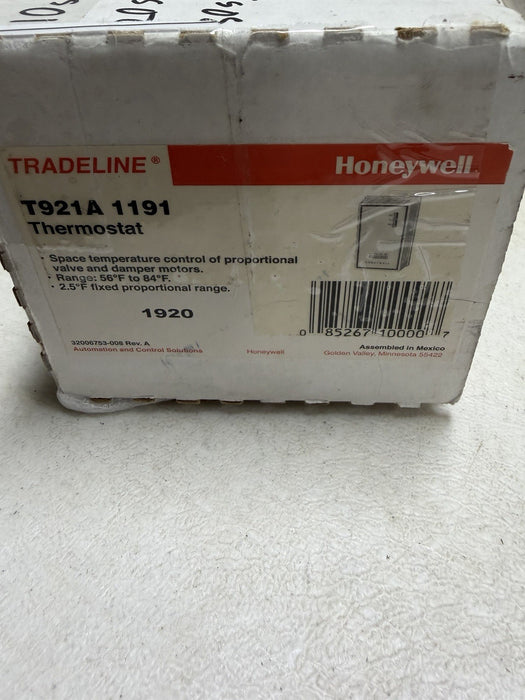 TRADELINE®
Honeywell
T921A 1191
Thermostat
· Space temperature control of proportional
valve and damper motors.
· Range: 56°F to 84°F.
· 2.5°F fixed proportional range.
1920
0 85267 10000 7
32006753-008 Rev. A
Assembled in Mexico
Automation and Control Solutions
Honeywell
Golden Valley, Minnesota 55422